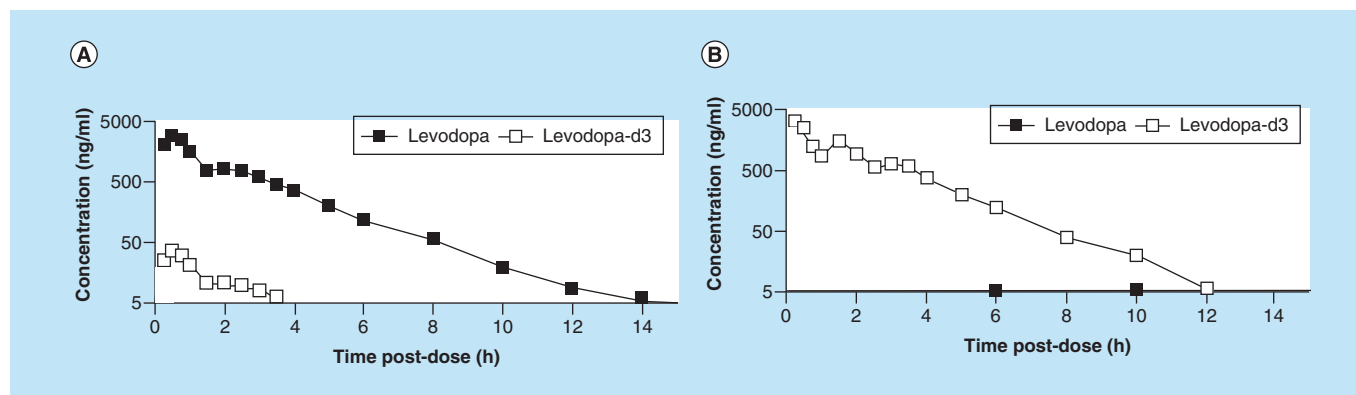 A
Concentration (ng/ml)
5000
500
50
5
Levodopa Levodopa-d3
0 2 4 6 8 10 12 14
Time post-dose (h)
B
Concentration (ng/ml)
5000
500
50
5
Levodopa Levodopa-d3
0 2 4 6 8 10 12 14
Time post-dose (h)